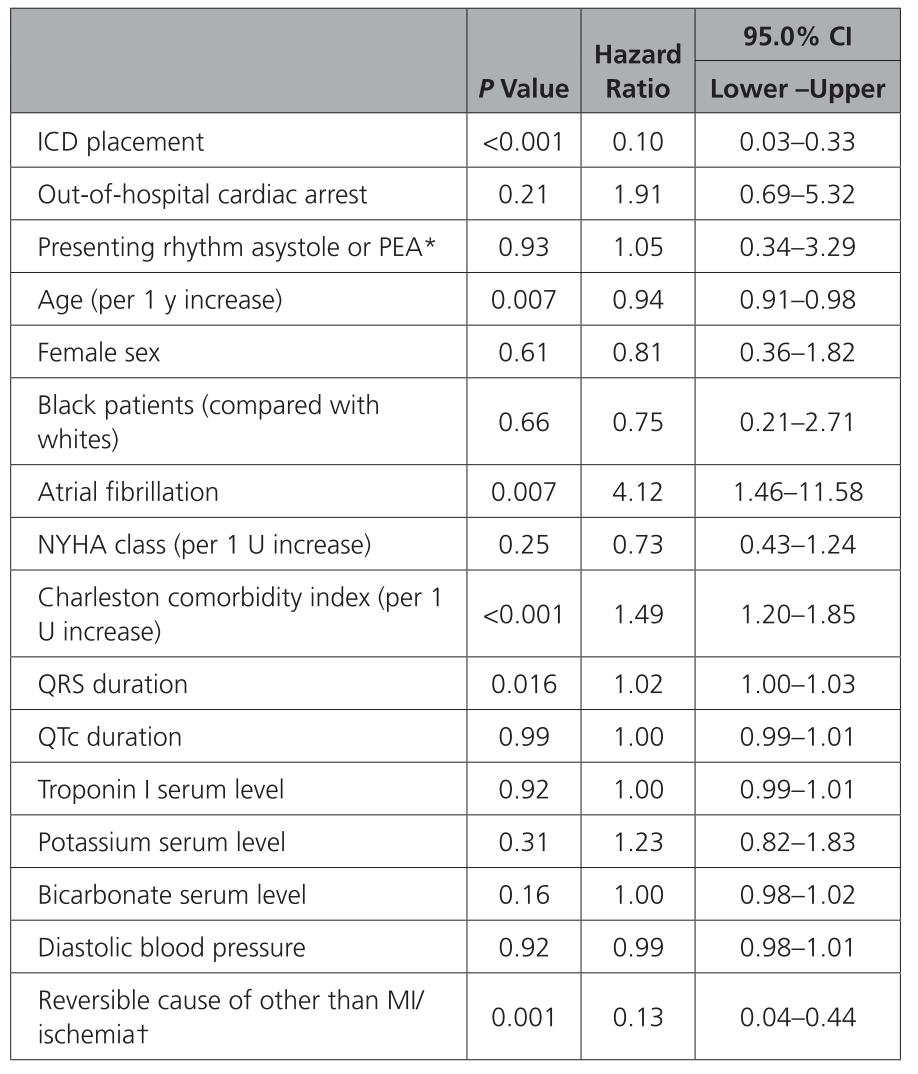 P Value Hazard Ratio 95.0% CI
Lower –Upper
ICD placement <0.001 0.10 0.03–0.33
Out-of-hospital cardiac arrest 0.21 1.91 0.69–5.32
Presenting rhythm asystole or PEA* 0.93 1.05 0.34–3.29
Age (per 1 y increase) 0.007 0.94 0.91–0.98
Female sex 0.61 0.81 0.36–1.82
Black patients (compared with
whites) 0.66 0.75 0.21–2.71
Atrial fibrillation 0.007 4.12 1.46–11.58
NYHA class (per 1 U increase) 0.25 0.73 0.43–1.24
Charleston comorbidity index (per 1
U increase) <0.001 1.49 1.20–1.85
QRS duration 0.016 1.02 1.00–1.03
QTc duration 0.99 1.00 0.99–1.01
Troponin I serum level 0.92 1.00 0.99–1.01
Potassium serum level 0.31 1.23 0.82–1.83
Bicarbonate serum level 0.16 1.00 0.98–1.02
Diastolic blood pressure 0.92 0.99 0.98–1.01
Reversible cause of other than MI/
ischemia† 0.001 0.13 0.04–0.44